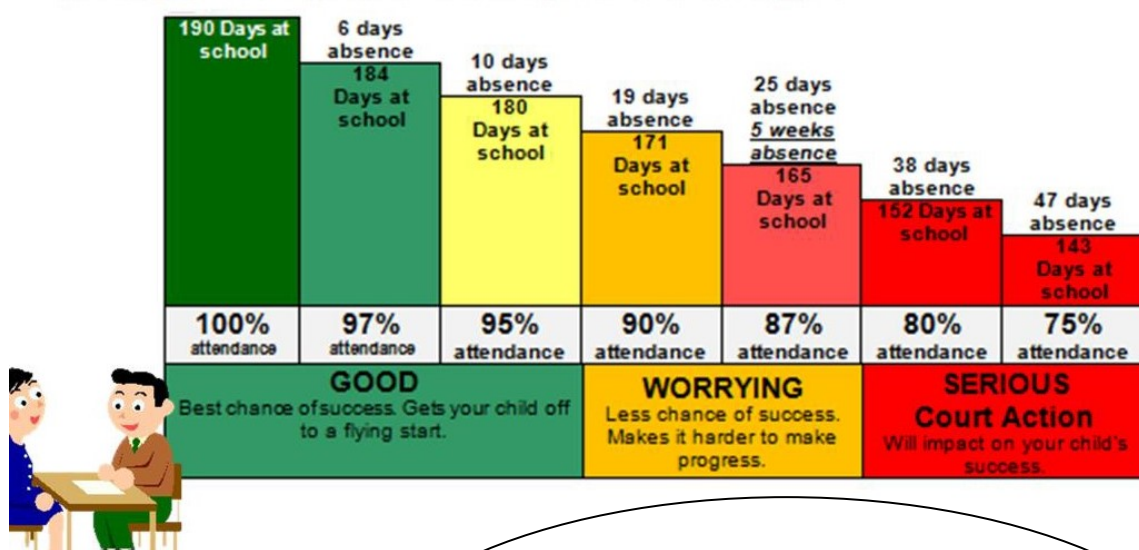 190 Days at
school
6 days
absence
184
Days at
school
10 days
absence
180
Days at
school
19 days
absence
171
Days at
school
25 days
absence
5 weeks
absence
165
Days at
school
38 days
absence
152 Days at
school
47 days
absence
143
Days at
school
100%
attendance
97%
attendance
95%
attendance
90%
attendance
87%
attendance
80%
attendance
75%
attendance
GOOD
Best chance of success. Gets your child off
to a flying start.
WORRYING
Less chance of success.
Makes it harder to make
progress.
SERIOUS
Court Action
Will impact on your child's
success.